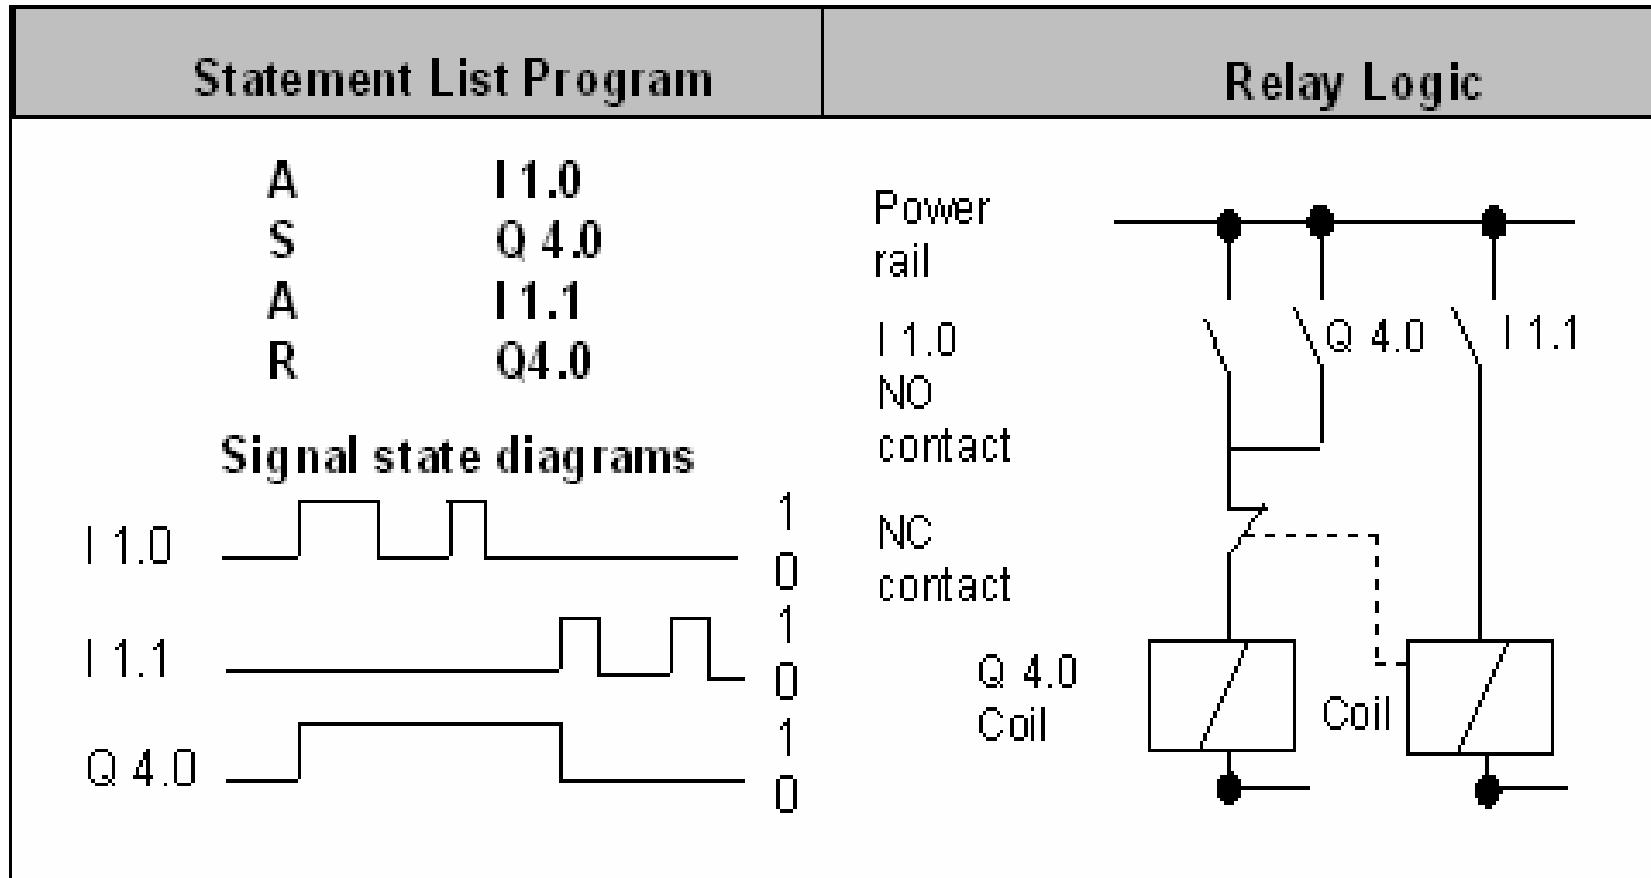 Statement List Program
Relay Logic
A I 1.0
S Q 4.0
A I 1.1
R Q4.0
Signal state diagrams
I 1.0
1
0
I 1.1
1
0
Q 4.0
1
0
Power
rail
I 1.0
NO
contact
Q 4.0
I 1.1
NC
contact
Q 4.0
Coil
Coil